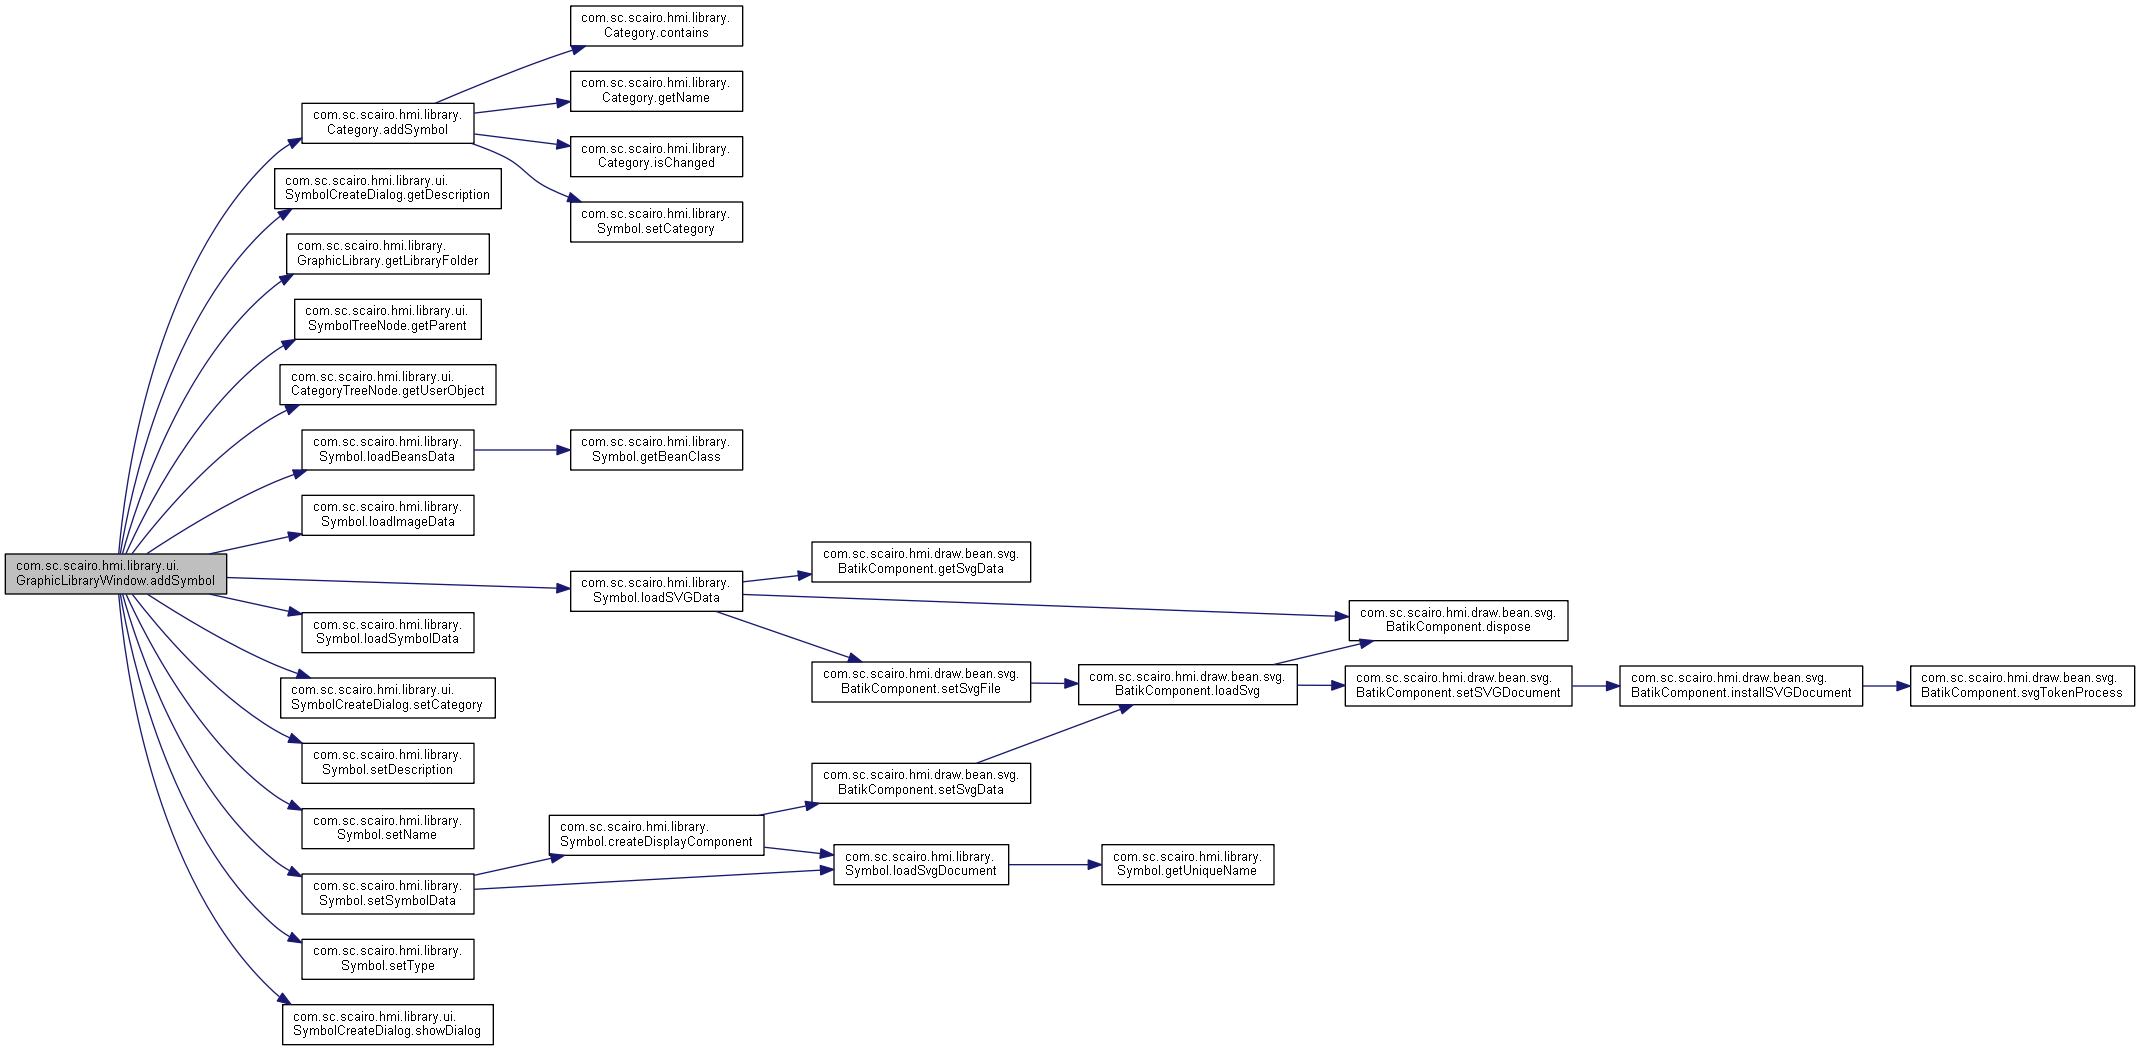 com.sc.scairo.hmi.library.
Category.contains
com.sc.scairo.hmi.library.
Category.getName
com.sc.scairo.hmi.library.
Category.addSymbol
com.sc.scairo.hmi.library.
Category.isChanged
com.sc.scairo.hmi.library.ui.
SymbolCreateDialog.getDescription
com.sc.scairo.hmi.library.
Symbol.setCategory
com.sc.scairo.hmi.library.
GraphicLibrary.getLibraryFolder
com.sc.scairo.hmi.library.ui.
SymbolTreeNode.getParent
com.sc.scairo.hmi.library.ui.
CategoryTreeNode.getUserObject
com.sc.scairo.hmi.library.
Symbol.loadBeansData
com.sc.scairo.hmi.library.
Symbol.getBeanClass
com.sc.scairo.hmi.library.
Symbol.loadImageData
com.sc.scairo.hmi.library.ui.
GraphicLibraryWindow.addSymbol
com.sc.scairo.hmi.library.
Symbol.loadSVGData
com.sc.scairo.hmi.draw.bean.svg.
BatikComponent.getSvgData
com.sc.scairo.hmi.draw.bean.svg.
BatikComponent.dispose
com.sc.scairo.hmi.library.
Symbol.loadSymbolData
com.sc.scairo.hmi.draw.bean.svg.
BatikComponent.setSvgFile
com.sc.scairo.hmi.draw.bean.svg.
BatikComponent.loadSvg
com.sc.scairo.hmi.draw.bean.svg.
BatikComponent.setSVGDocument
com.sc.scairo.hmi.draw.bean.svg.
BatikComponent.installSVGDocument
com.sc.scairo.hmi.draw.bean.svg.
BatikComponent.svgTokenProcess
com.sc.scairo.hmi.library.ui.
SymbolCreateDialog.setCategory
com.sc.scairo.hmi.library.
Symbol.setDescription
com.sc.scairo.hmi.draw.bean.svg.
BatikComponent.setSvgData
com.sc.scairo.hmi.library.
Symbol.setName
com.sc.scairo.hmi.library.
Symbol.createDisplayComponent
com.sc.scairo.hmi.library.
Symbol.loadSvgDocument
com.sc.scairo.hmi.library.
Symbol.getUniqueName
com.sc.scairo.hmi.library.
Symbol.setSymbolData
com.sc.scairo.hmi.library.
Symbol.setType
com.sc.scairo.hmi.library.ui.
SymbolCreateDialog.showDialog